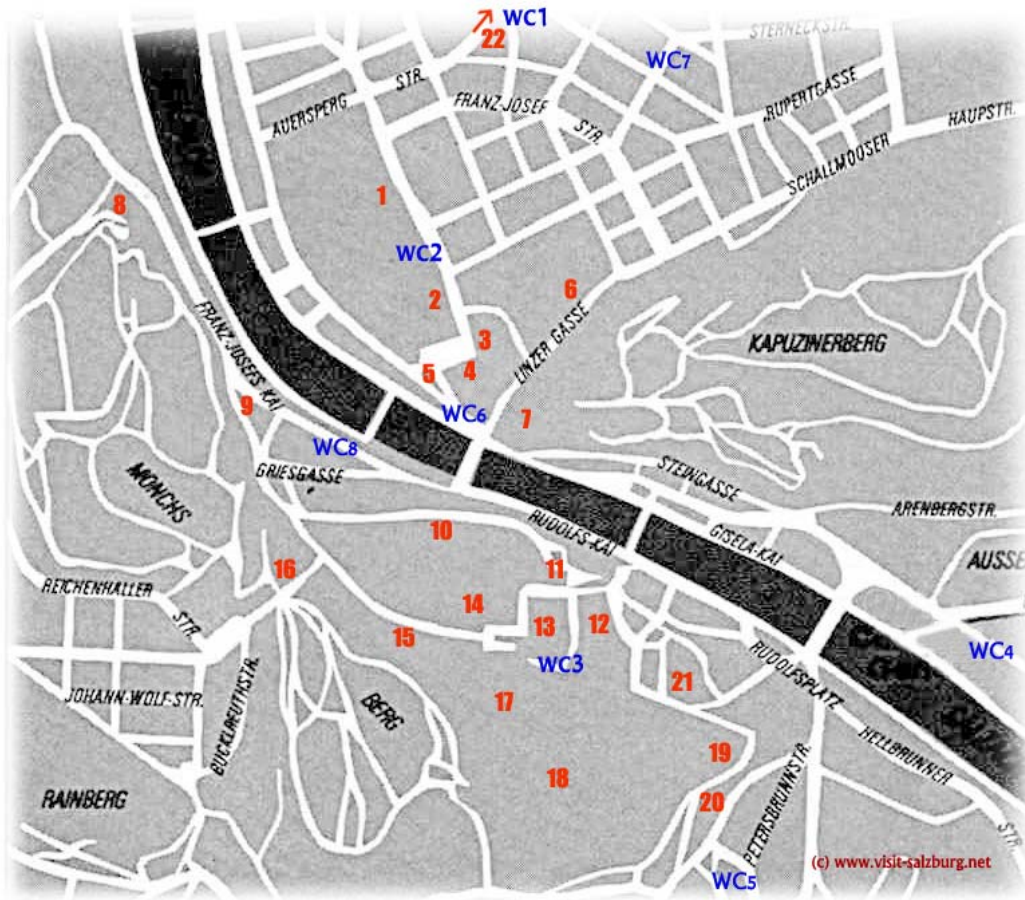 WC1
22
STERNECKSTR.
WC7
AUERSPERG
STR.
FRANZ-JOSEF
STR.
RUPERTGASSE
HAUPSTR.
SCHALLMOOSER
1
8
WC2
2
6
3
4
5
LINZER GASSE
KAPUZINERBERG
FRANZ-JOSEFS KAI
9
WC6
7
WC8
GRIESGASSE
MÖNCHS
STEINGASSE
ARENBERGSTR.
10
RUDOLFS-KAI
GISELA-KAI
AUSSE
11
16
REICHENHALLER
STR.
14
13
12
15
WC3
WC4
21
RUDOLFSPLATZ
JOHANN-WOLF-STR.
BUCKLREUTHSTR.
BERG
17
19
HELLBRUNNER
STR.
18
20
PETERSBRUNNSTR.
RAINBERG
WC5
(c) www.visit-salzburg.net